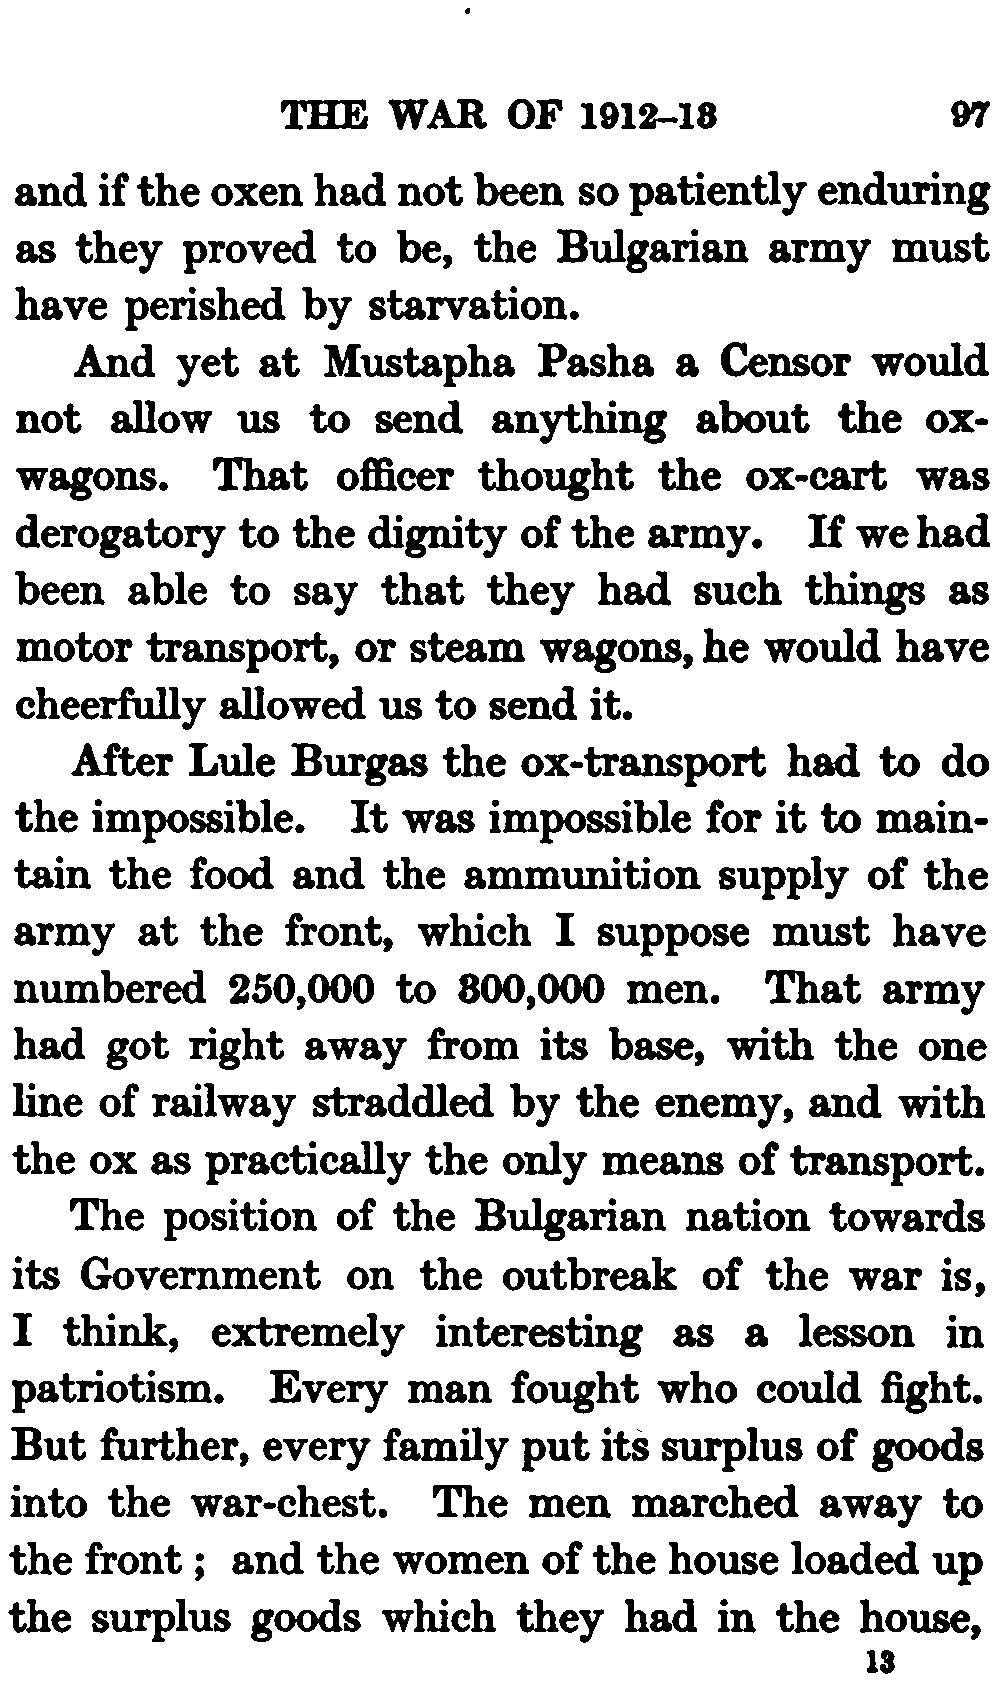 THE WAR OF 1912–13 97
and if the oxen had not been so patiently enduring
as they proved to be, the Bulgarian army must
have perished by starvation.
And yet at Mustapha Pasha a Censor would
not allow us to send anything about the ox-
wagons. That officer thought the ox-cart was
derogatory to the dignity of the army. If we had
been able to say that they had such things as
motor transport, or steam wagons, he would have
cheerfully allowed us to send it.
After Lule Burgas the ox-transport had to do
the impossible. It was impossible for it to main-
tain the food and the ammunition supply of the
army at the front, which I suppose must have
numbered 250,000 to 300,000 men. That army
had got right away from its base, with the one
line of railway straddled by the enemy, and with
the ox as practically the only means of transport.
The position of the Bulgarian nation towards
its Government on the outbreak of the war is,
I think, extremely interesting as a lesson in
patriotism. Every man fought who could fight.
But further, every family put its surplus of goods
into the war-chest. The men marched away to
the front ; and the women of the house loaded up
the surplus goods which they had in the house,
13